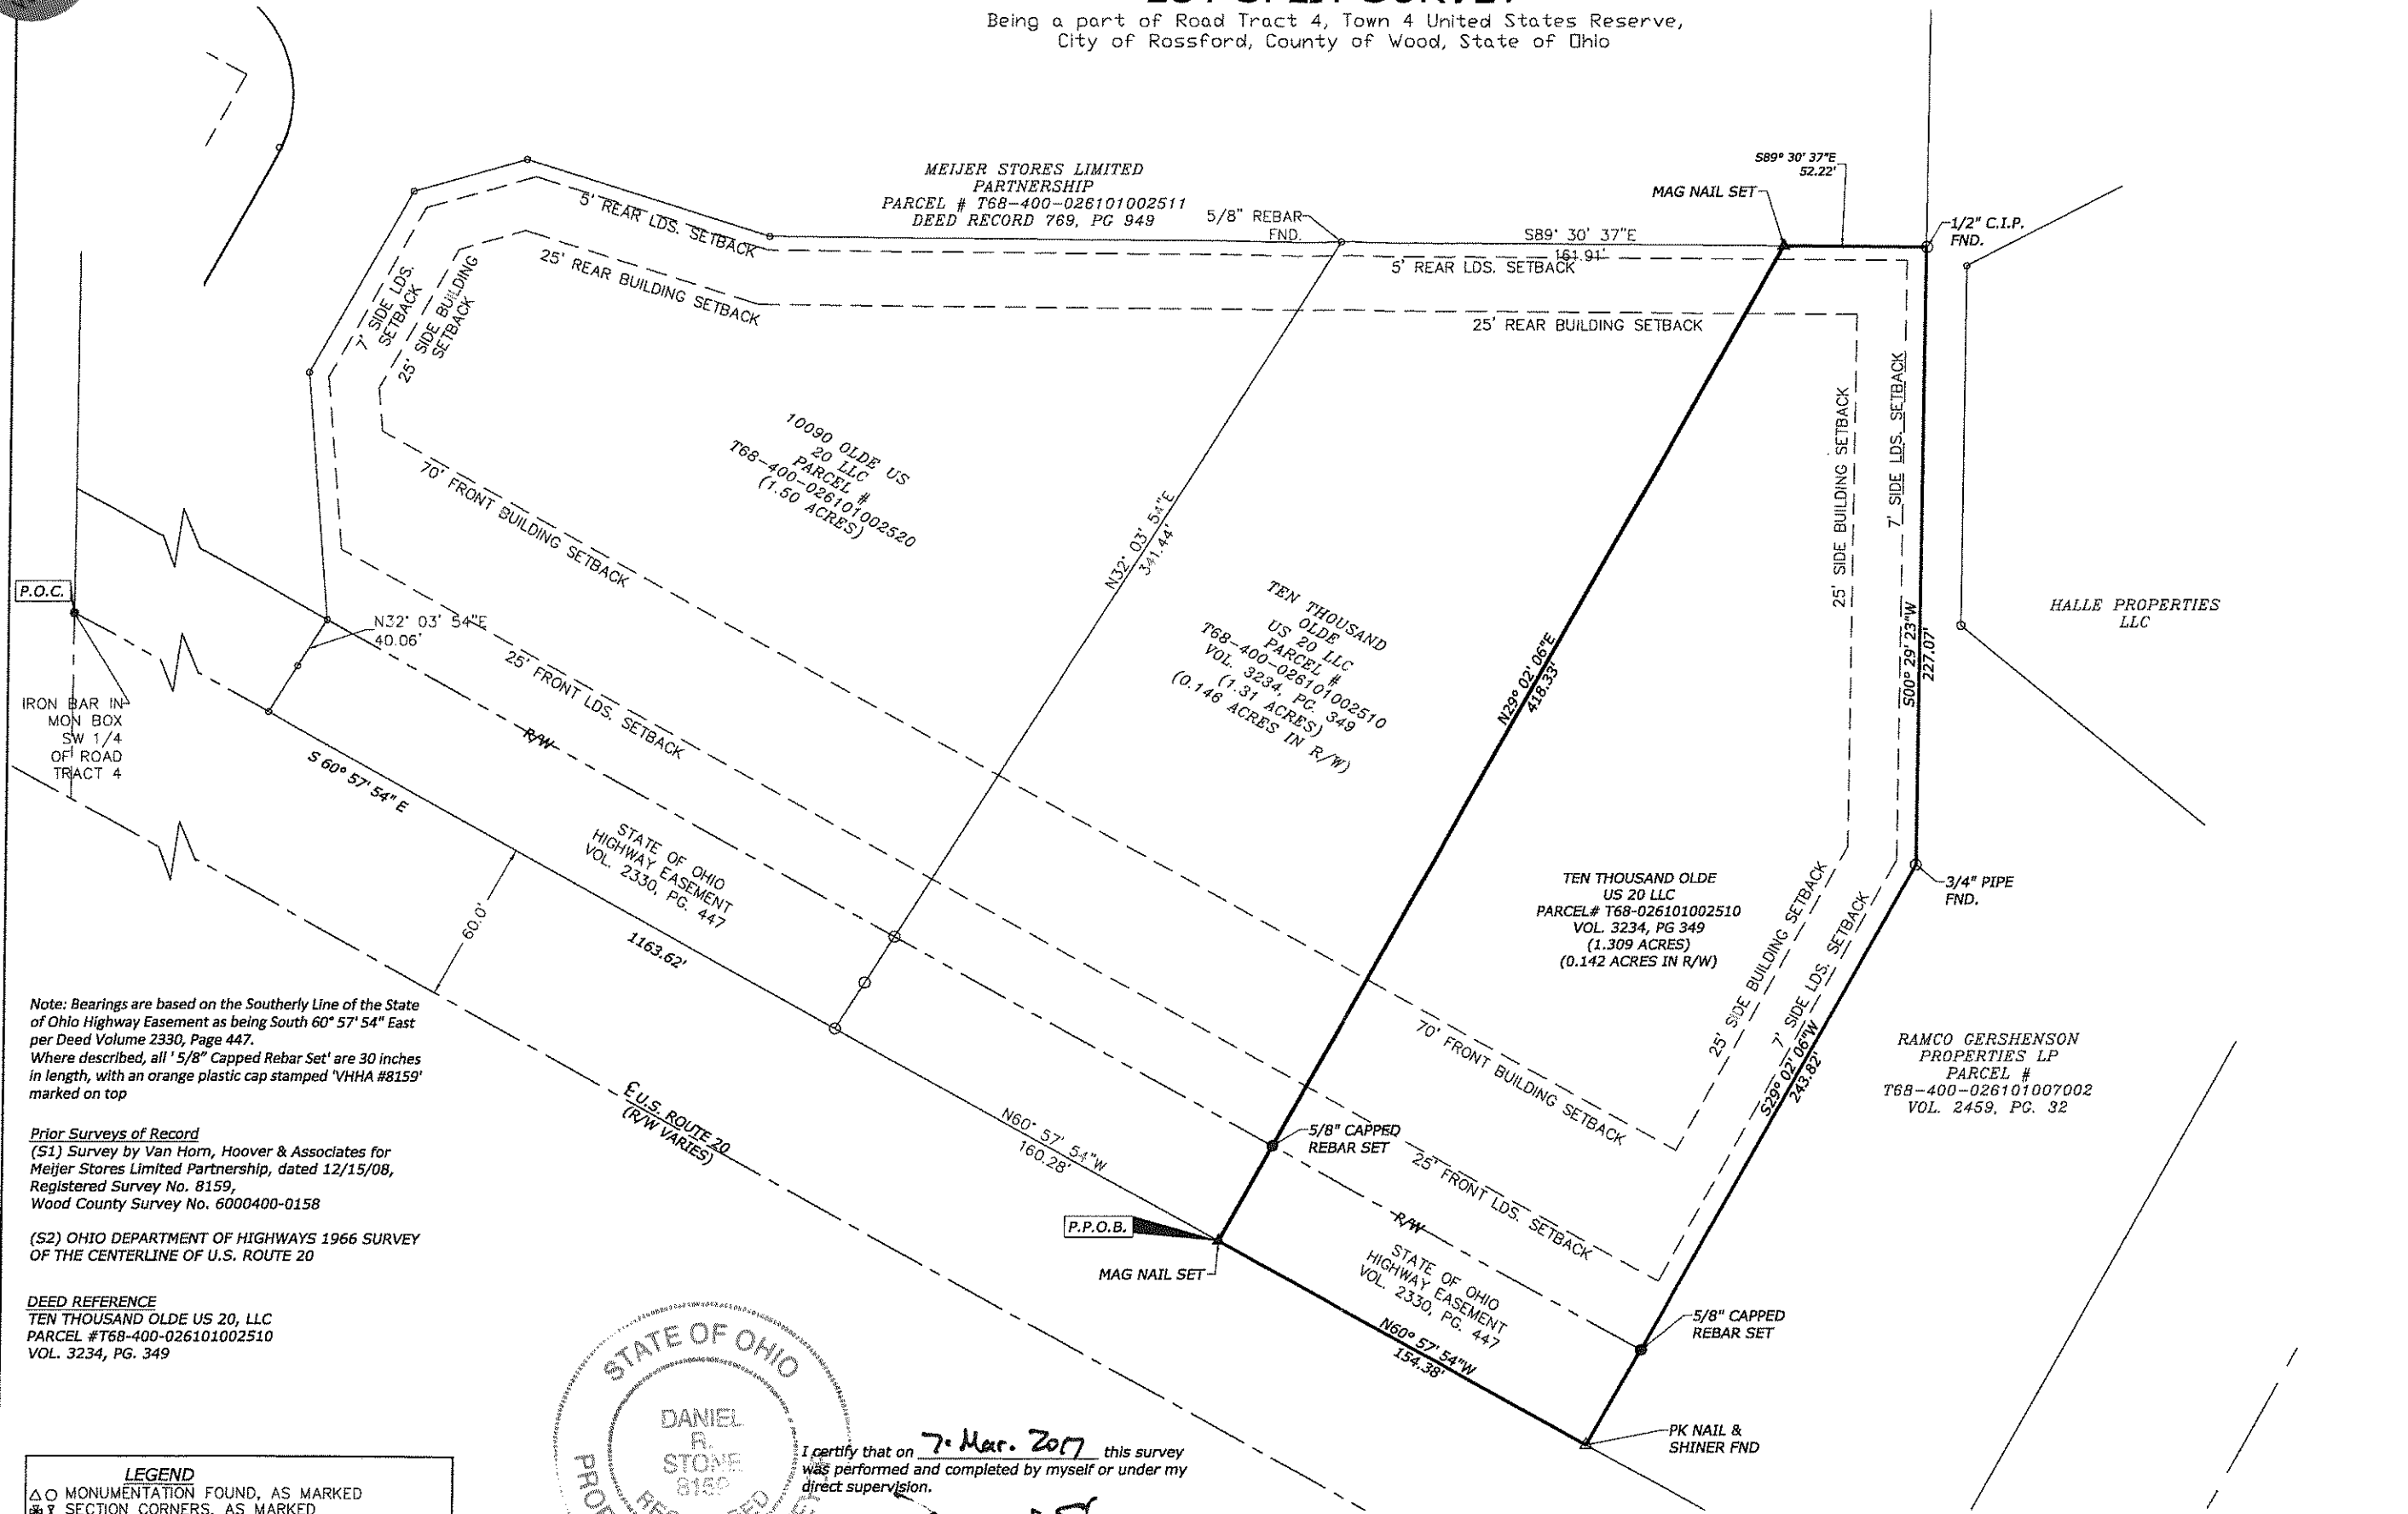 Being a part of Road Tract 4, Town 4 United States Reserve,
City of Rossford, County of Wood, State of Ohio
MEIJER STORES LIMITED
PARTNERSHIP
PARCEL # T68-400-026101002511
DEED RECORD 769, PG 949
5/8" REBAR
FND.
S89° 30' 37"E
161.91'
MAG NAIL SET
S89° 30' 37"E
52.22'
1/2" C.I.P.
FND.
5' REAR LDS. SETBACK
25' REAR BUILDING SETBACK
7' SIDE LDS.
SETBACK
25' SIDE BUILDING
SETBACK
5' REAR LDS. SETBACK
25' REAR BUILDING SETBACK
25' SIDE BUILDING SETBACK
7' SIDE LDS. SETBACK
10090 OLDE US
20 LLC
PARCEL #
T68-400-026101002520
(1.50 ACRES)
70' FRONT BUILDING SETBACK
N32° 03' 54"E
341.44'
P.O.C.
IRON BAR IN
MON BOX
SW 1/4
OF ROAD
TRACT 4
N32° 03' 54"E
40.06'
25' FRONT LDS. SETBACK
R/W
S 60° 57' 54" E
1163.62'
60.0'
STATE OF OHIO
HIGHWAY EASEMENT
VOL. 2330, PG. 447
TEN THOUSAND
OLDE
US 20 LLC
PARCEL #
T68-400-026101002510
VOL. 3234, PG. 349
(1.31 ACRES)
(0.146 ACRES IN R/W)
N29° 02' 06"E
418.33'
S00° 29' 23"W
227.07'
HALLE PROPERTIES
LLC
TEN THOUSAND OLDE
US 20 LLC
PARCEL# T68-026101002510
VOL. 3234, PG 349
(1.309 ACRES)
(0.142 ACRES IN R/W)
3/4" PIPE
FND.
25' SIDE BUILDING SETBACK
7' SIDE LDS. SETBACK
S29° 02' 06"W
243.82'
RAMCO GERSHENSON
PROPERTIES LP
PARCEL #
T68-400-026101007002
VOL. 2459, PG. 32
70' FRONT BUILDING SETBACK
25' FRONT LDS. SETBACK
5/8" CAPPED
REBAR SET
N60° 57' 54"W
160.28'
U.S. ROUTE 20
(R/W VARIES)
P.P.O.B.
MAG NAIL SET
R/W
STATE OF OHIO
HIGHWAY EASEMENT
VOL. 2330, PG. 447
N60° 57' 54"W
154.38'
5/8" CAPPED
REBAR SET
PK NAIL &
SHINER FND
Note: Bearings are based on the Southerly Line of the State
of Ohio Highway Easement as being South 60° 57' 54" East
per Deed Volume 2330, Page 447.
Where described, all ' 5/8" Capped Rebar Set' are 30 inches
in length, with an orange plastic cap stamped 'VHHA #8159'
marked on top
Prior Surveys of Record
(S1) Survey by Van Horn, Hoover & Associates for
Meijer Stores Limited Partnership, dated 12/15/08,
Registered Survey No. 8159,
Wood County Survey No. 6000400-0158
(S2) OHIO DEPARTMENT OF HIGHWAYS 1966 SURVEY
OF THE CENTERLINE OF U.S. ROUTE 20
DEED REFERENCE
TEN THOUSAND OLDE US 20, LLC
PARCEL #T68-400-026101002510
VOL. 3234, PG. 349
STATE OF OHIO
DANIEL
R.
STONE
8159
I certify that on 7. Mar. 2017 this survey
was performed and completed by myself or under my
direct supervision.
LEGEND
MONUMENTATION FOUND, AS MARKED
SECTION CORNERS, AS MARKED